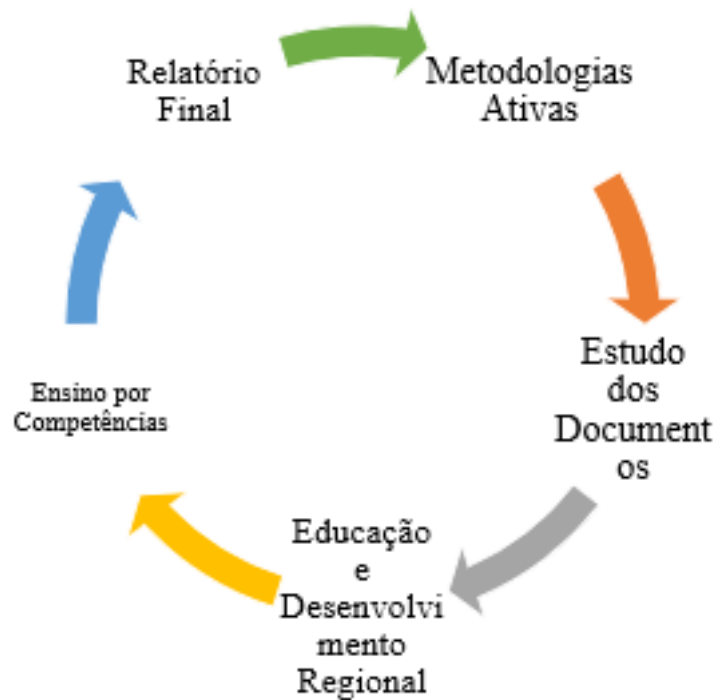 Relatório
Final
Metodologias
Ativas
Estudo
dos
Document
os
Educação
e
Desenvolvi
mento
Regional
Ensino por
Competências